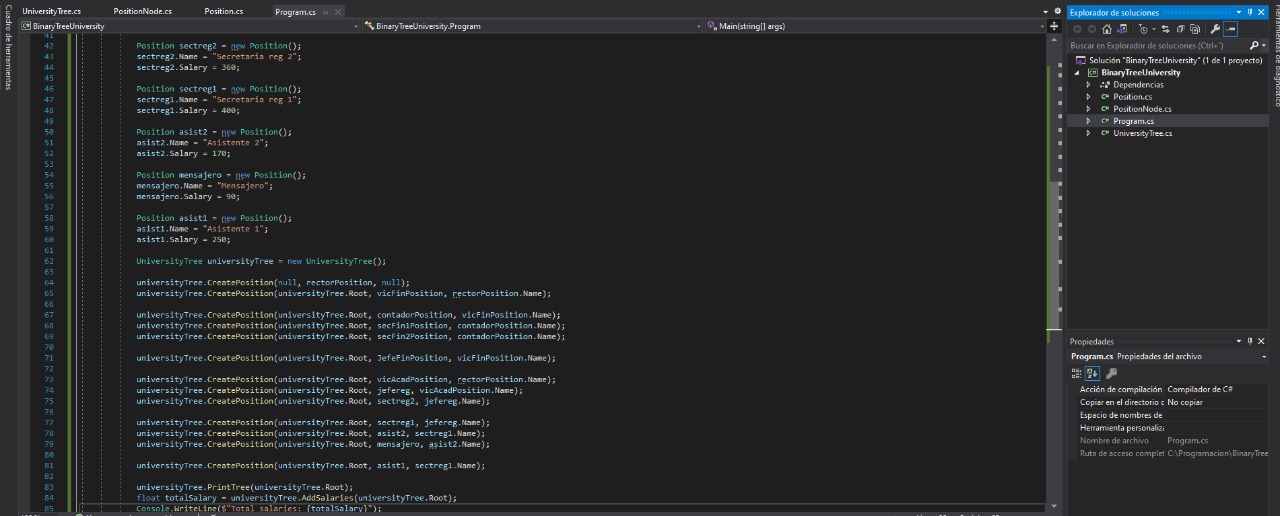 UniversityTree.cs PositionNode.cs Position.cs Program.cs
BinaryTreeUniversity BinaryTreeUniversity.Program Main(string[] args)
Cuadro de herramientas
41
42 Position sectreg2 = new Position();
43 sectreg2.Name = "Secretaria reg 2";
44 sectreg2.Salary = 360;
45
46 Position sectreg1 = new Position();
47 sectreg1.Name = "Secretaria reg 1";
48 sectreg1.Salary = 400;
49
50 Position asist2 = new Position();
51 asist2.Name = "Asistente 2";
52 asist2.Salary = 170;
53
54 Position mensajero = new Position();
55 mensajero.Name = "Mensajero";
56 mensajero.Salary = 90;
57
58 Position asist1 = new Position();
59 asist1.Name = "Asistente 1";
60 asist1.Salary = 250;
61
62 UniversityTree universityTree = new UniversityTree();
63
64 universityTree.CreatePosition(null, rectorPosition, null);
65 universityTree.CreatePosition(universityTree.Root, vicFinPosition, rectorPosition.Name);
66
67 universityTree.CreatePosition(universityTree.Root, contadorPosition, vicFinPosition.Name);
68 universityTree.CreatePosition(universityTree.Root, secFin1Position, contadorPosition.Name);
69 universityTree.CreatePosition(universityTree.Root, secFin2Position, contadorPosition.Name);
70
71 universityTree.CreatePosition(universityTree.Root, JefeFinPosition, vicFinPosition.Name);
72
73 universityTree.CreatePosition(universityTree.Root, vicAcadPosition, rectorPosition.Name);
74 universityTree.CreatePosition(universityTree.Root, jefereg, vicAcadPosition.Name);
75 universityTree.CreatePosition(universityTree.Root, sectreg2, jefereg.Name);
76
77 universityTree.CreatePosition(universityTree.Root, sectreg1, jefereg.Name);
78 universityTree.CreatePosition(universityTree.Root, asist2, sectreg1.Name);
79 universityTree.CreatePosition(universityTree.Root, mensajero, asist2.Name);
80
81 universityTree.CreatePosition(universityTree.Root, asist1, sectreg1.Name);
82
83 universityTree.PrintTree(universityTree.Root);
84 float totalSalary = universityTree.AddSalaries(universityTree.Root);
85 Console.WriteLine($"Total salaries: {totalSalary}");
Explorador de soluciones
Buscar en Explorador de soluciones (Ctrl+´)
Solución "BinaryTreeUniversity" (1 de 1 proyecto)
BinaryTreeUniversity
Dependencias
Position.cs
PositionNode.cs
Program.cs
UniversityTree.cs
Propiedades
Program.cs Propiedades del archivo
Acción de compilación Compilador de C#
Copiar en el directorio c No copiar
Espacio de nombres de
Herramienta personaliza
Nombre de archivo Program.cs
Ruta de acceso complet C:\Programacion\BinaryTree
Herramientas de diagnóstico